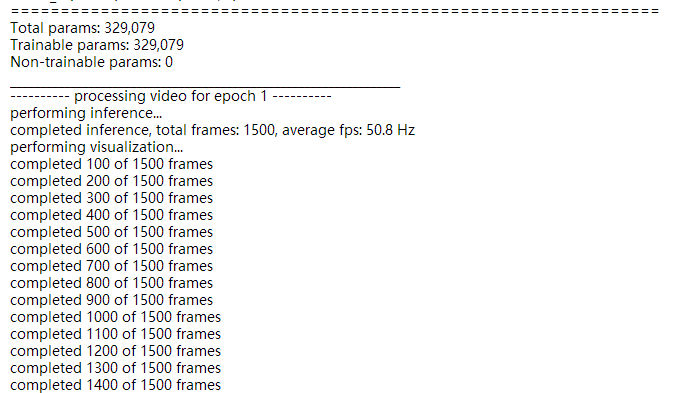 =================================================================
Total params: 329,079
Trainable params: 329,079
Non-trainable params: 0
_________________________________________________________________
---------- processing video for epoch 1 ----------
performing inference...
completed inference, total frames: 1500, average fps: 50.8 Hz
performing visualization...
completed 100 of 1500 frames
completed 200 of 1500 frames
completed 300 of 1500 frames
completed 400 of 1500 frames
completed 500 of 1500 frames
completed 600 of 1500 frames
completed 700 of 1500 frames
completed 800 of 1500 frames
completed 900 of 1500 frames
completed 1000 of 1500 frames
completed 1100 of 1500 frames
completed 1200 of 1500 frames
completed 1300 of 1500 frames
completed 1400 of 1500 frames